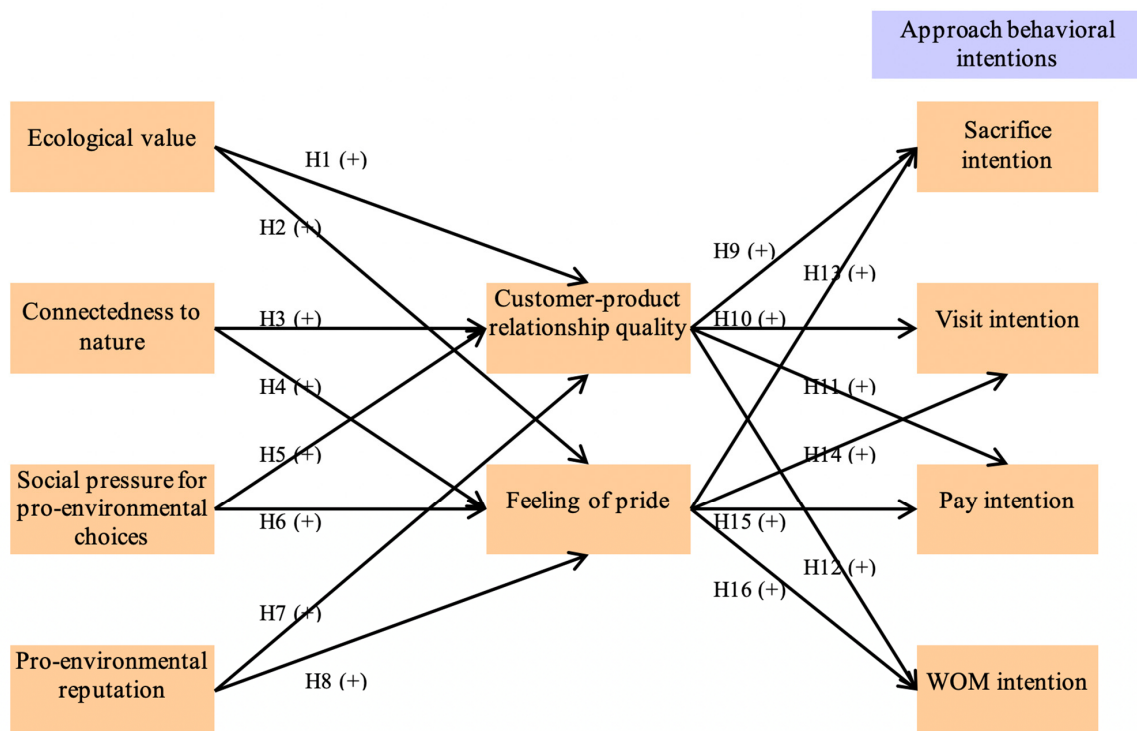 Approach behavioral
intentions
Ecological value
H1 (+)
Sacrifice
intention
H2 (+)
H9 (+)
H13 (+)
Connectedness to
nature
H3 (+)
Customer-product
relationship quality
H10 (+)
Visit intention
H4 (+)
H11 (+)
H5 (+)
H14 (+)
Social pressure for
pro-environmental
choices
H6 (+)
Feeling of pride
H15 (+)
Pay intention
H12 (+)
H16 (+)
H7 (+)
Pro-environmental
reputation
H8 (+)
WOM intention